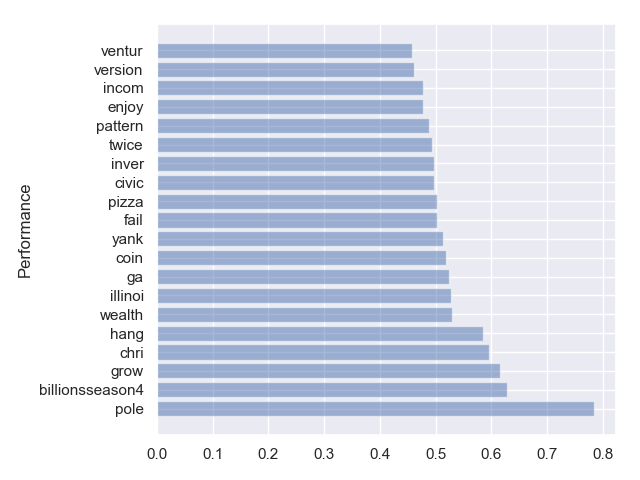 ventur
version
incom
enjoy
pattern
twice
inver
civic
pizza
fail
yank
coin
ga
illinoi
wealth
hang
chri
grow
billionsseason4
pole
Performance
0.0 0.1 0.2 0.3 0.4 0.5 0.6 0.7 0.8